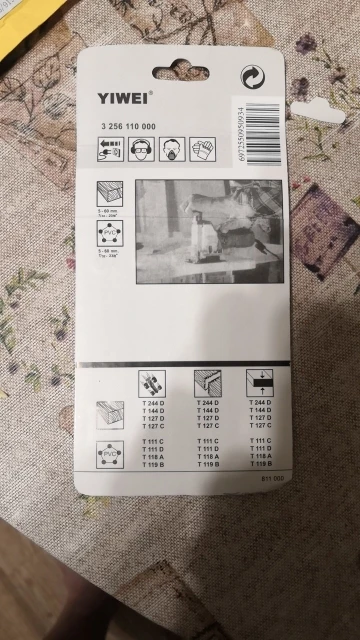 YIWEI®
3 256 110 000
6972550950934
5 - 60 mm
PVC
5 - 60 mm
T 244 D T 244 D T 244 D
T 144 D T 144 D T 144 D
T 127 D T 127 D T 127 D
T 127 C T 127 C T 127 C
PVC
T 111 C T 111 C T 111 C
T 111 D T 111 D T 111 D
T 118 A T 118 A T 118 A
T 119 B T 119 B T 119 B
811 000